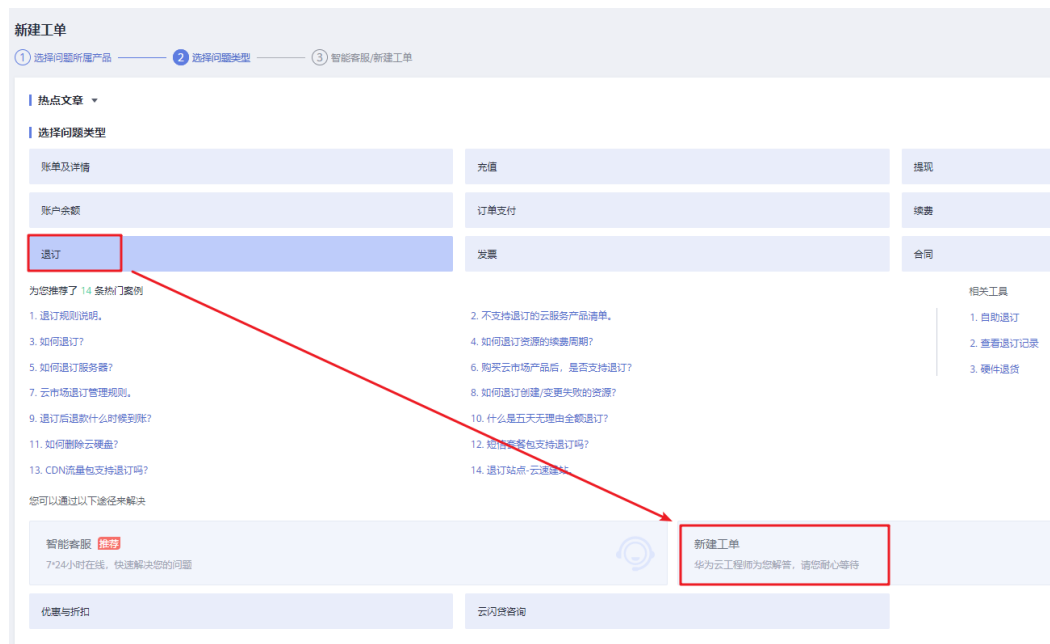 新建工单
1 选择问题所属产品 2 选择问题类型 3 智能客服/新建工单
热点文章
选择问题类型
账单及详情 充值 提现
账户余额 订单支付 续费
退订 发票 合同
为您推荐了 14 条热门案例 相关工具
1. 退订规则说明。 2. 不支持退订的云服务产品清单。 1. 自助退订
3. 如何退订? 4. 如何退订资源的续费周期? 2. 查看退订记录
5. 如何退订服务器? 6. 购买云市场产品后，是否支持退订? 3. 硬件退货
7. 云市场退订管理规则。 8. 如何退订创建/变更失败的资源?
9. 退订后退款什么时候到账? 10. 什么是五天无理由全额退订?
11. 如何删除云硬盘? 12. 短信套餐包支持退订吗?
13. CDN流量包支持退订吗? 14. 退订站点-云速建站。
您可以通过以下途径来解决
智能客服 推荐 新建工单
7*24小时在线，快速解决您的问题 华为云工程师为您解答，请您耐心等待
优惠与折扣 云闪贷咨询